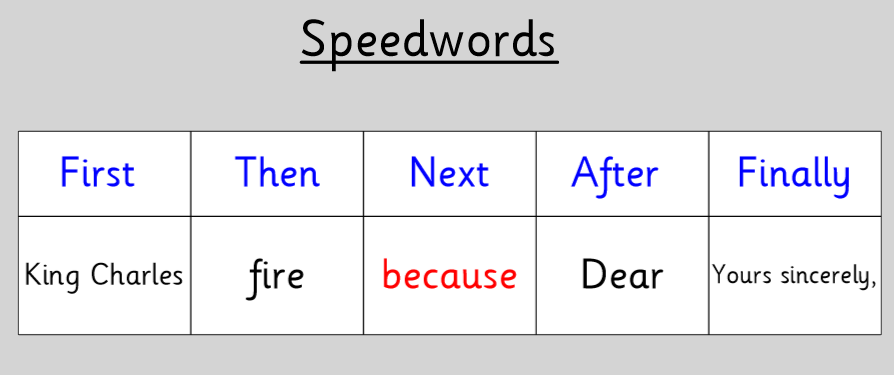 Speedwords
First Then Next After Finally
King Charles fire because Dear Yours sincerely,